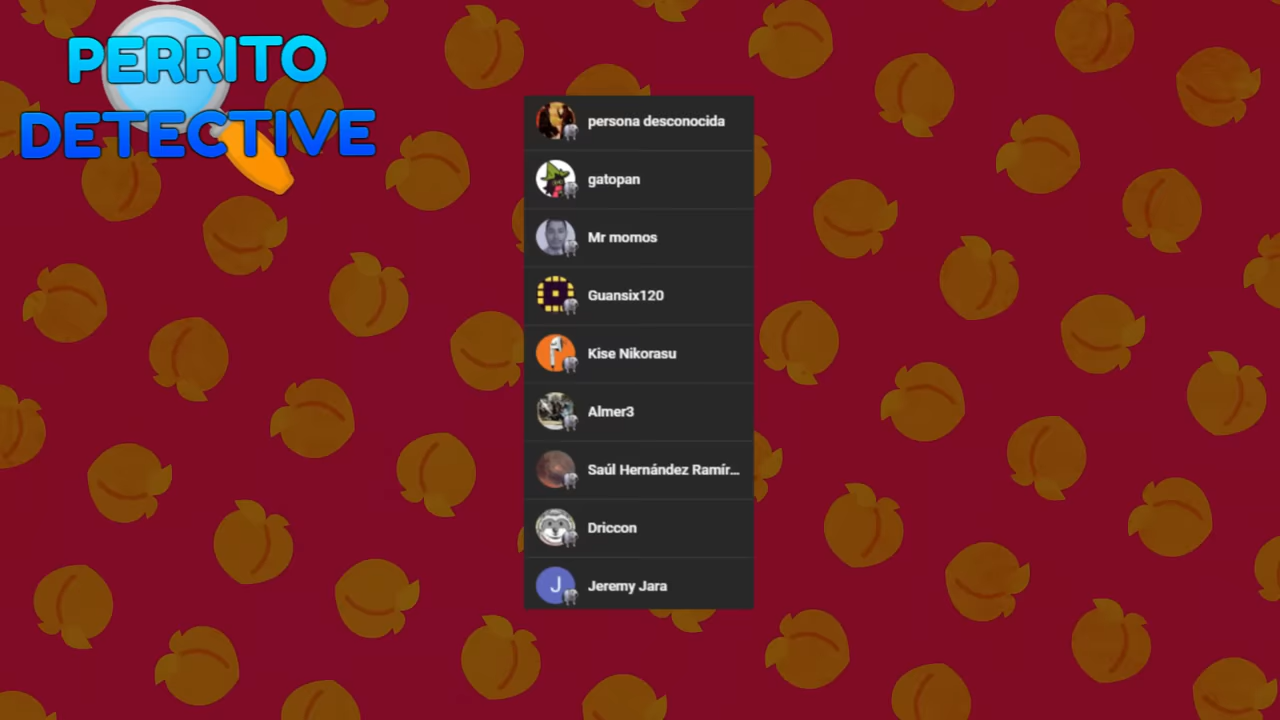 PERRITO
DETECTIVE
persona desconocida
gatopan
Mr momos
Guansix120
Kise Nikorasu
Almer3
Saúl Hernández Ramír...
Driccon
J
Jeremy Jara